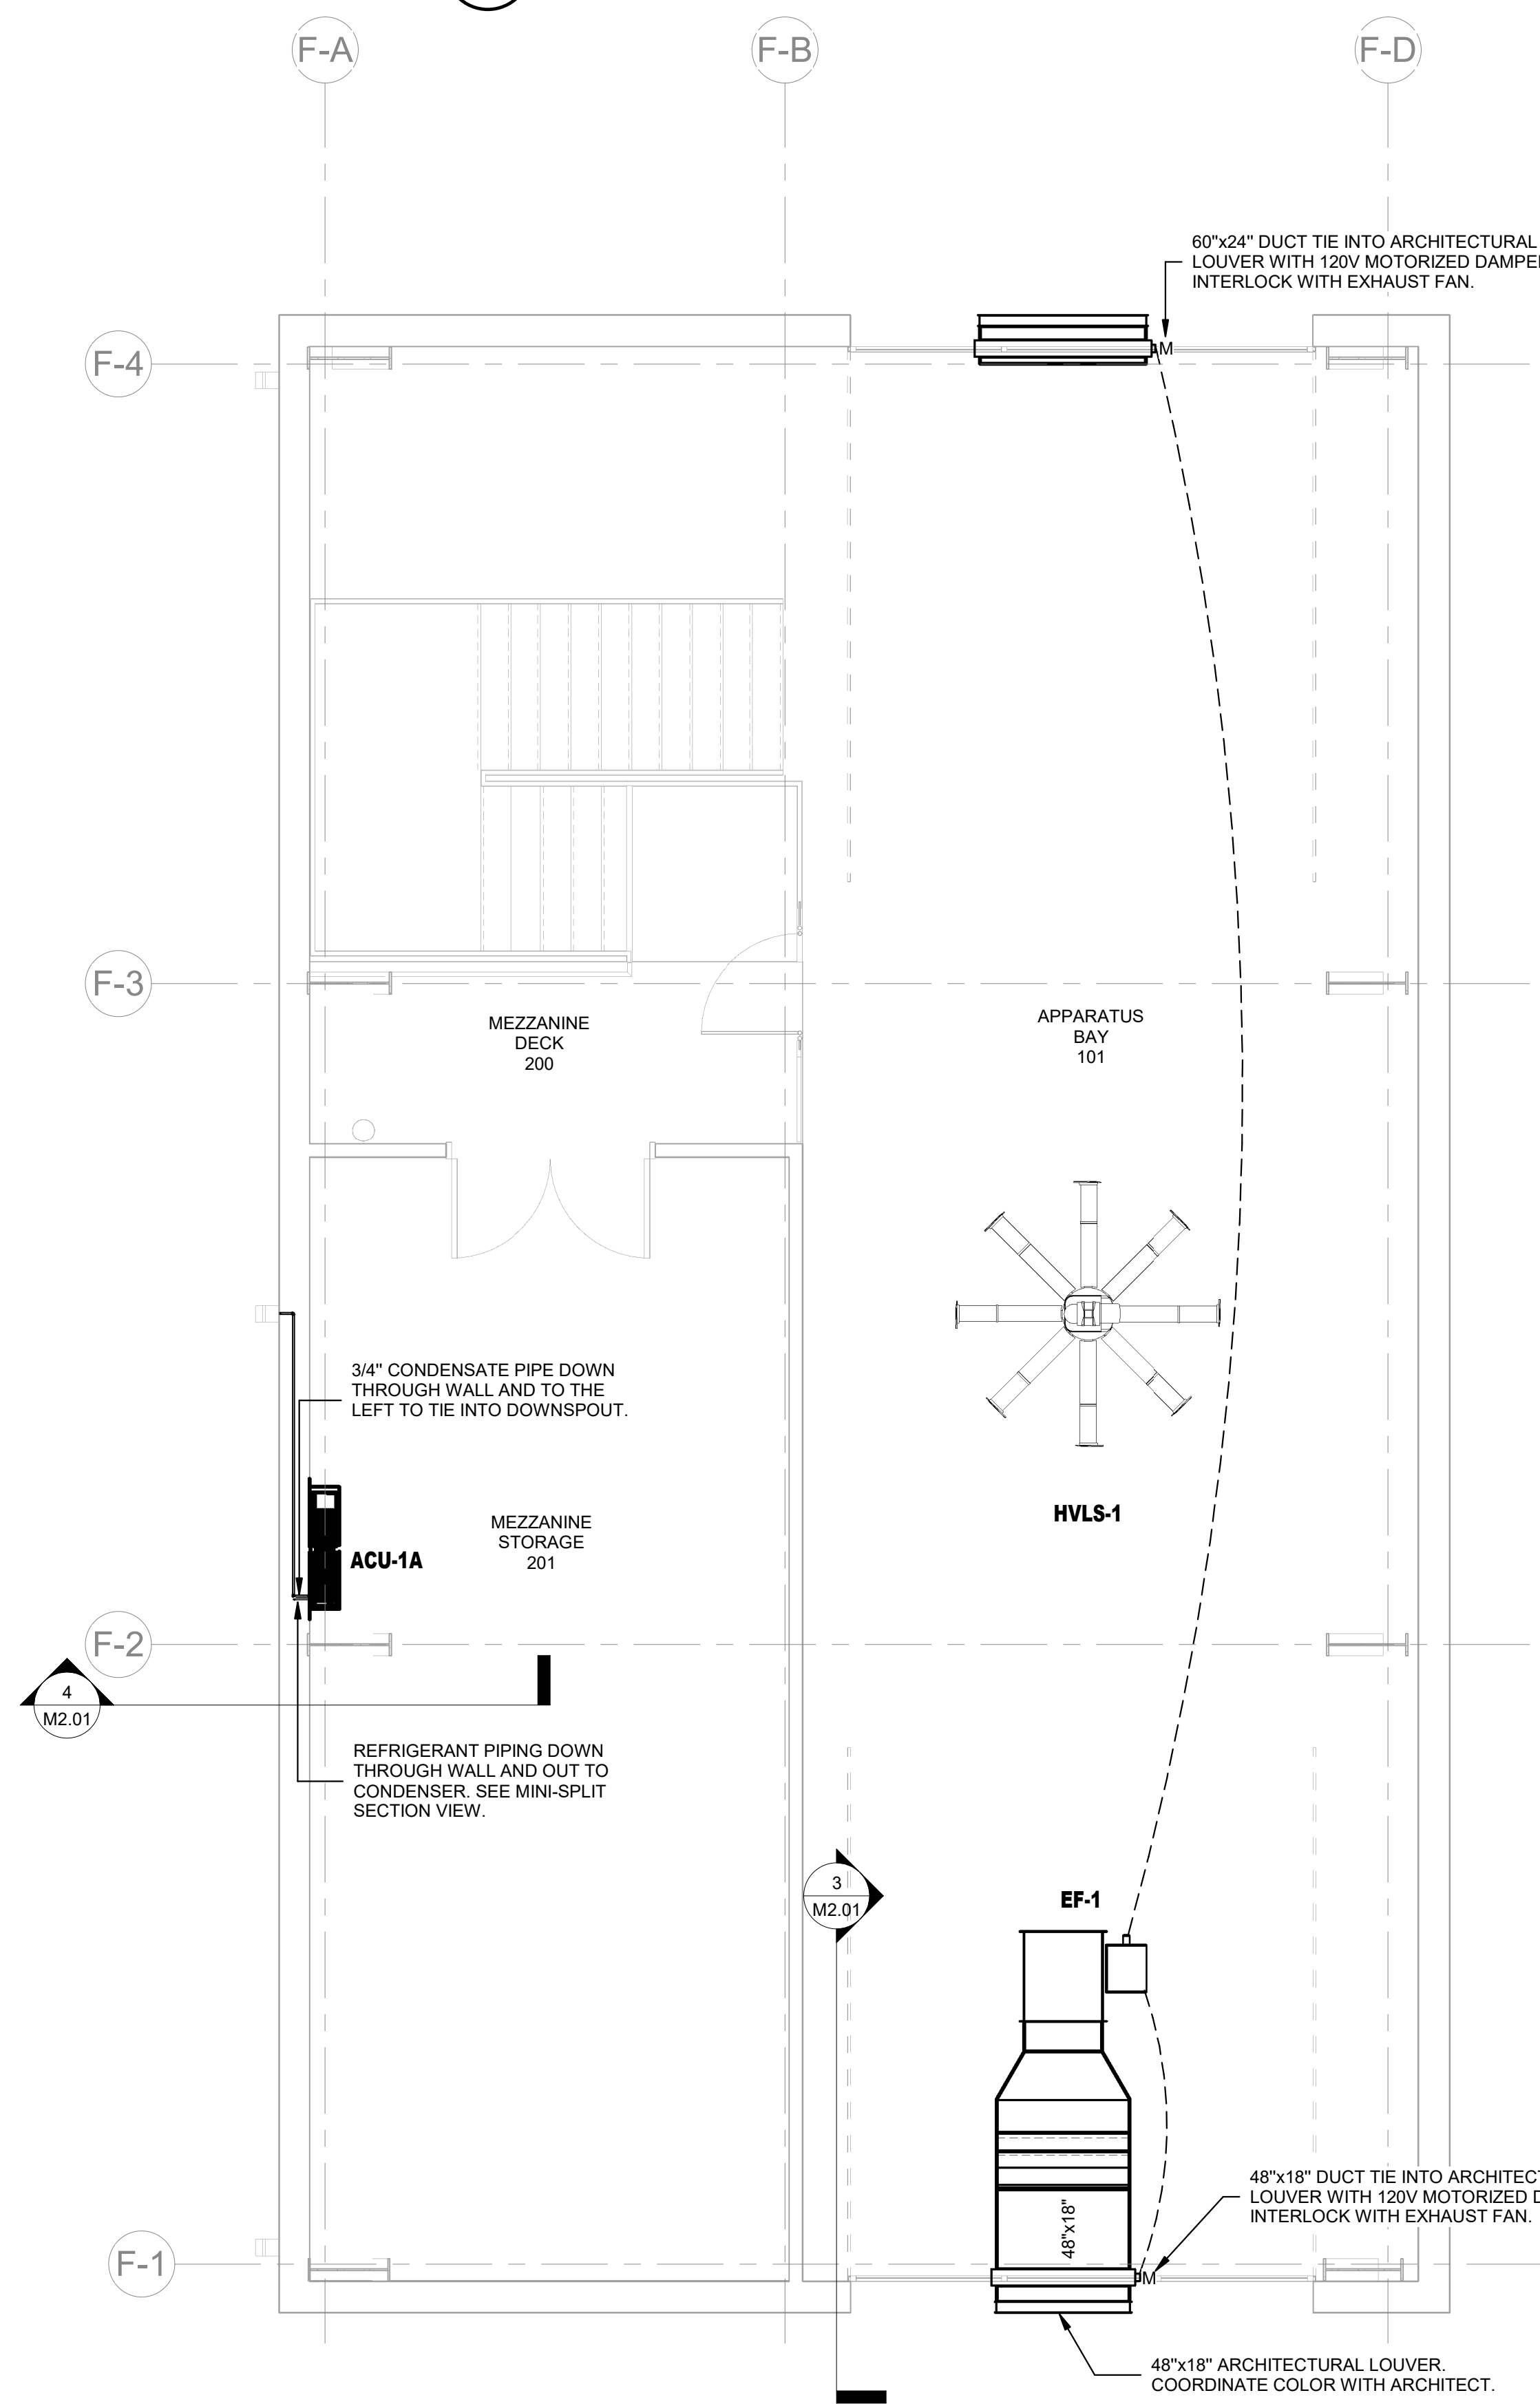 F-A
F-B
F-D
60"x24" DUCT TIE INTO ARCHITECTURAL
LOUVER WITH 120V MOTORIZED
INTERLOCK WITH EXHAUST FAN.
M
F-4
F-3
MEZZANINE
DECK
200
APPARATUS
BAY
101
3/4" CONDENSATE PIPE DOWN
THROUGH WALL AND TO THE
LEFT TO TIE INTO DOWNSPOUT.
HVLS-1
MEZZANINE
STORAGE
201
ACU-1A
F-2
4
M2.01
REFRIGERANT PIPING DOWN
THROUGH WALL AND OUT TO
CONDENSER. SEE MINI-SPLIT
SECTION VIEW.
3
M2.01
EF-1
48"x18" DUCT TIE INTO
LOUVER WITH 120V MOTORIZED
INTERLOCK WITH EXHAUST FAN.
48"x18"
F-1
M
48"x18" ARCHITECTURAL LOUVER.
COORDINATE COLOR WITH ARCHITECT.